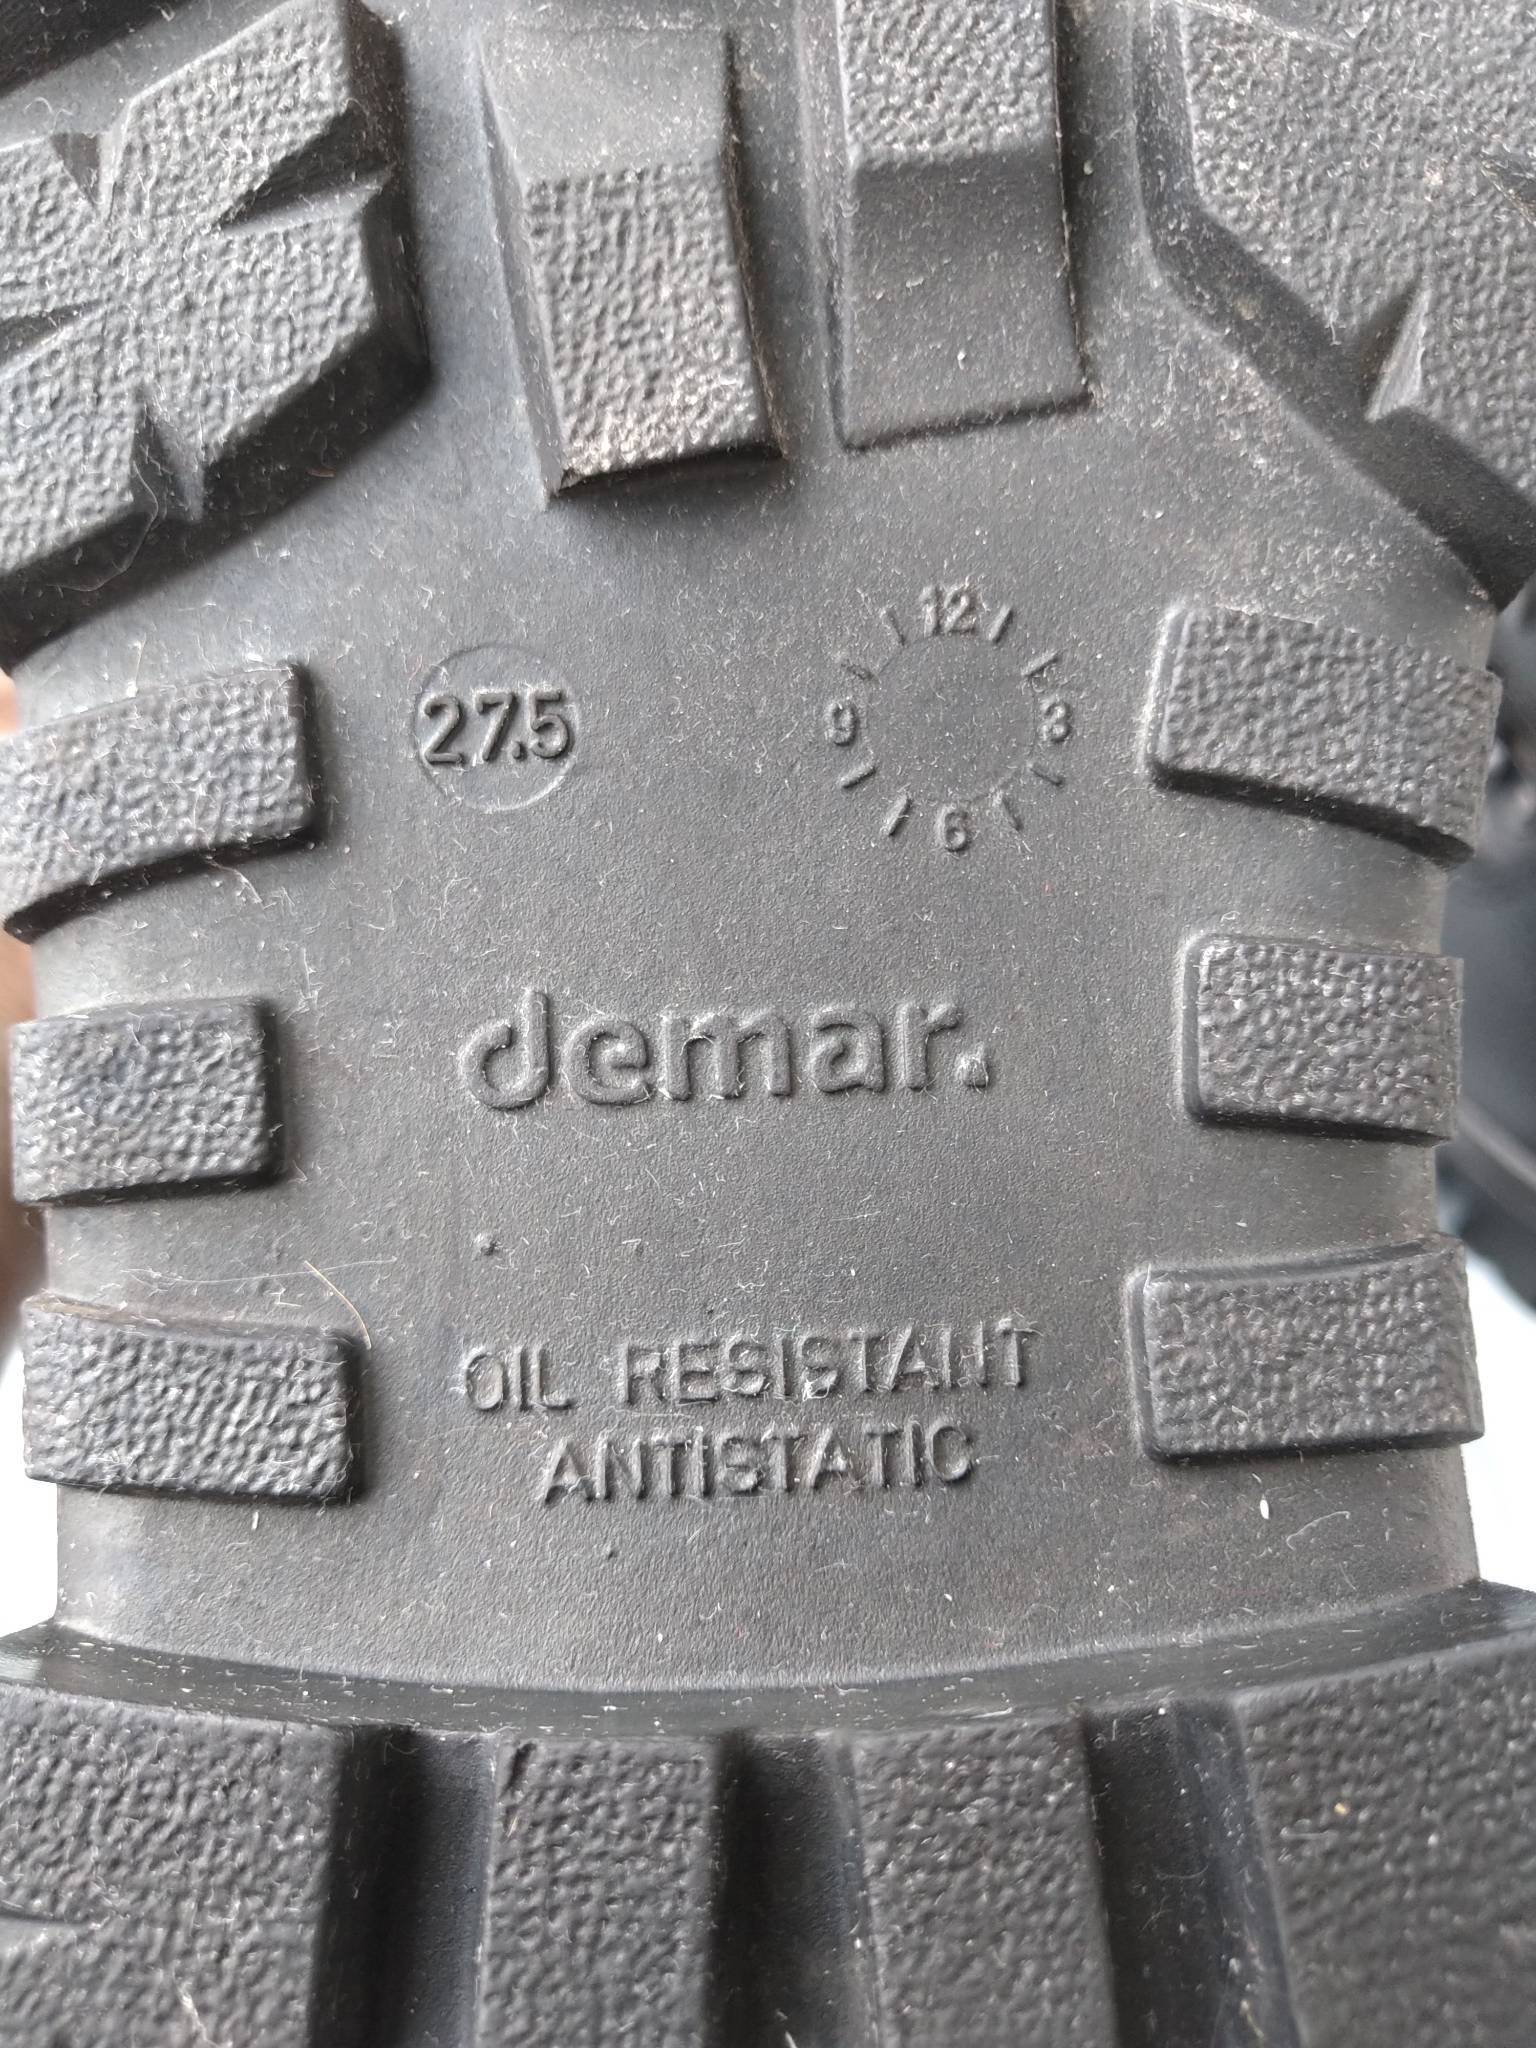 12
27.5
9 3
6
demar.
OIL RESISTANT
ANTISTATIC